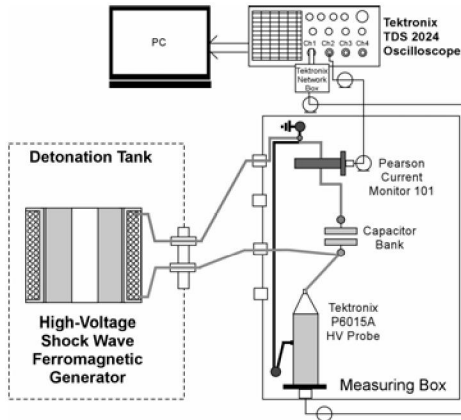 PC
Tektronix
TDS 2024
Oscilloscope
Ch1 Ch2 Ch3 Ch4
Tektronix
Network
Box
Detonation Tank
Pearson
Current
Monitor 101
Capacitor
Bank
High-Voltage
Shock Wave
Ferromagnetic
Generator
Tektronix
P6015A
HV Probe
Measuring Box